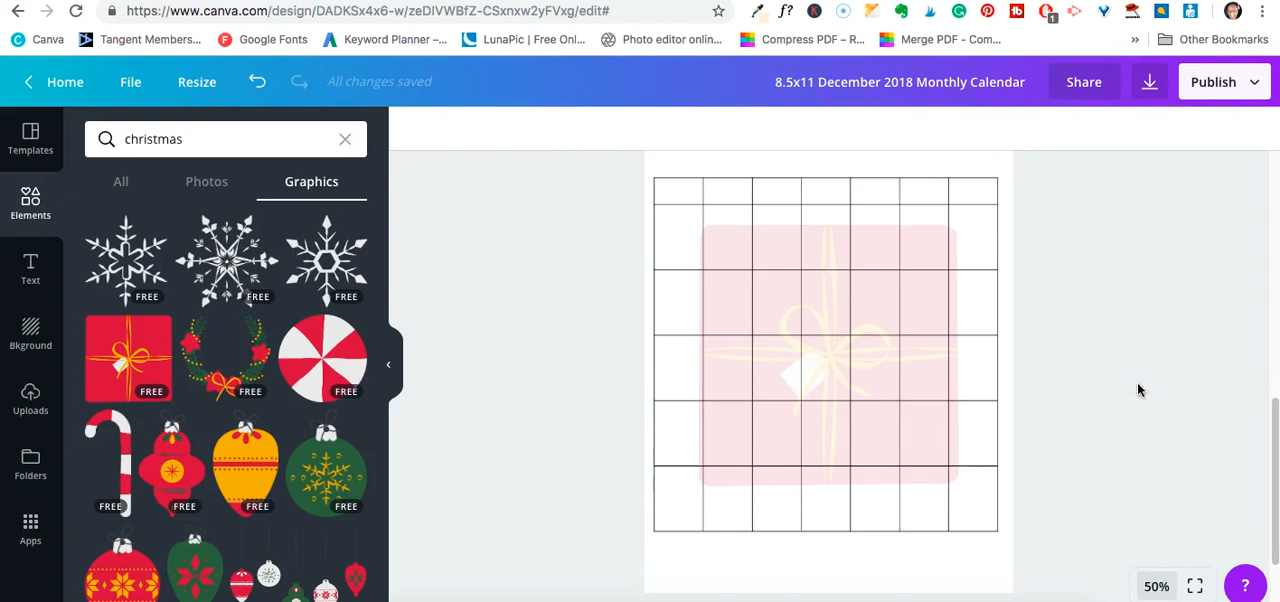 https://www.canva.com/design/DADKSx4x6-w/zeDIVWBfZ-CSxnxw2yFVxg/edit#
f?
K
1
Canva
Tangent Members...
Google Fonts
Keyword Planner –...
LunaPic | Free Onl...
Photo editor onlin...
Compress PDF – R...
Merge PDF - Com...
»
Other Bookmarks
Home
File
Resize
All changes saved
8.5x11 December 2018 Monthly Calendar
Share
Publish
Templates
christmas
All
Photos
Graphics
Elements
FREE
FREE
FREE
Text
Bkground
FREE
FREE
FREE
Uploads
Folders
FREE
FREE
FREE
FREE
Apps
50%
?